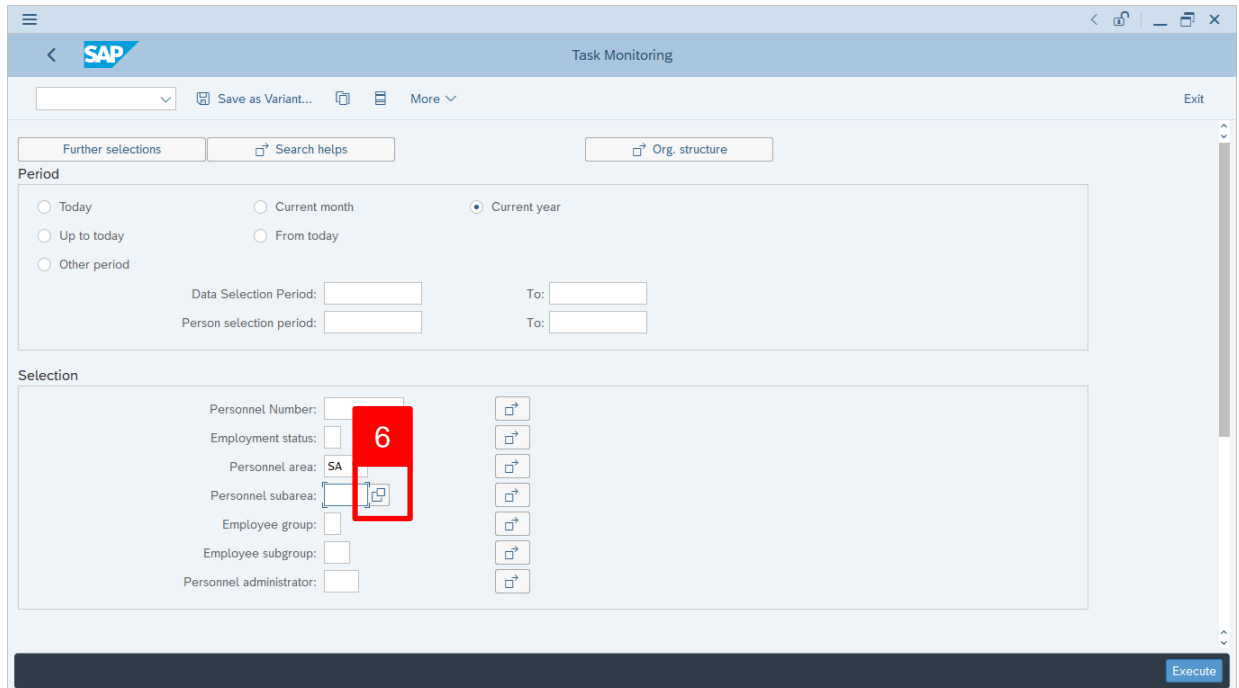 SAP
Task Monitoring
Save as Variant... More Exit
Further selections Search helps Org. structure
Period
Today Current month Current year
Up to today From today
Other period
Data Selection Period: To:
Person selection period: To:
Selection
Personnel Number:
Employment status:
6
Personnel area: SA
Personnel subarea:
Employee group:
Employee subgroup:
Personnel administrator:
Execute